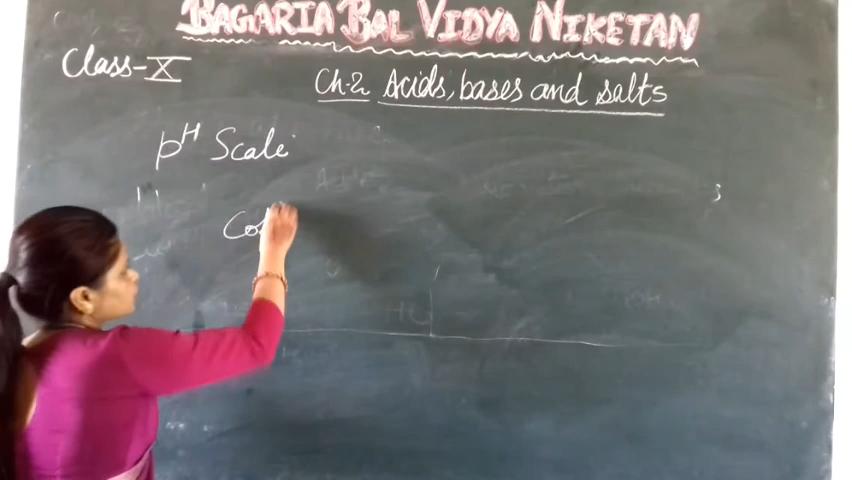 BAGARIA BAL VIDYA NIKETAN
Class-X
Ch-2 Acids, bases and salts
pH Scale